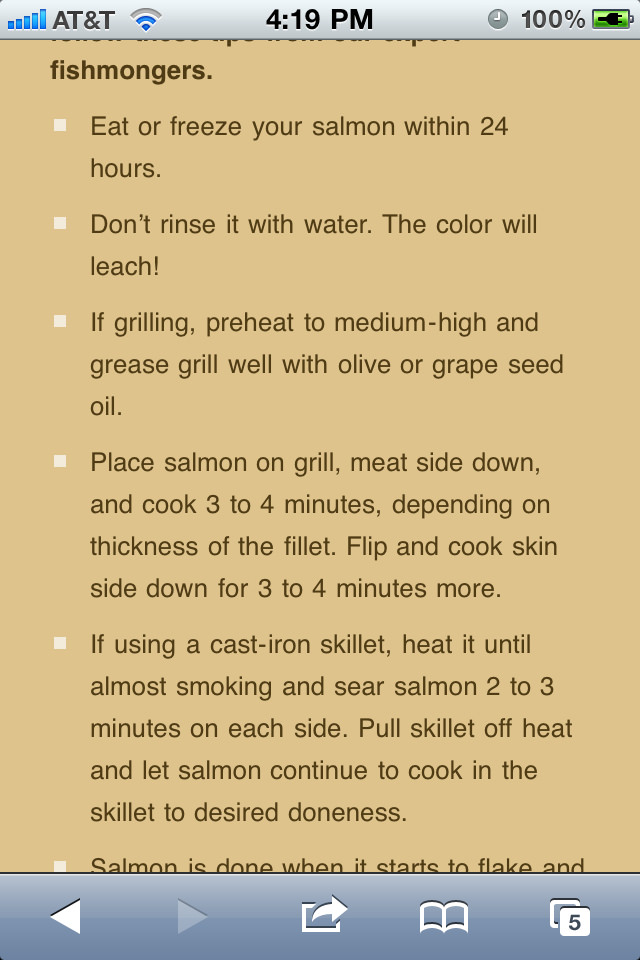 AT&T 4:19 PM 100%
follow these tips from our expert
fishmongers.
Eat or freeze your salmon within 24
hours.
Don’t rinse it with water. The color will
leach!
If grilling, preheat to medium-high and
grease grill well with olive or grape seed
oil.
Place salmon on grill, meat side down,
and cook 3 to 4 minutes, depending on
thickness of the fillet. Flip and cook skin
side down for 3 to 4 minutes more.
If using a cast-iron skillet, heat it until
almost smoking and sear salmon 2 to 3
minutes on each side. Pull skillet off heat
and let salmon continue to cook in the
skillet to desired doneness.
Salmon is done when it starts to flake and
5